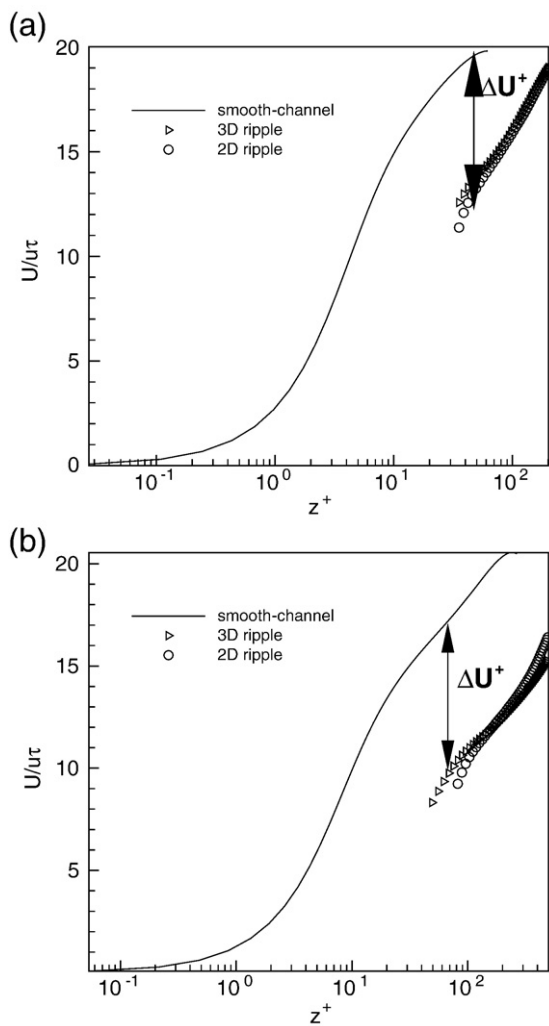 (a)
20
15
10
5
0
U/uτ
smooth-channel
3D ripple
2D ripple
ΔU⁺
10⁻¹ 10⁰ 10¹ 10²
z⁺
(b)
20
15
10
5
U/uτ
smooth-channel
3D ripple
2D ripple
ΔU⁺
10⁻¹ 10⁰ 10¹ 10²
z⁺